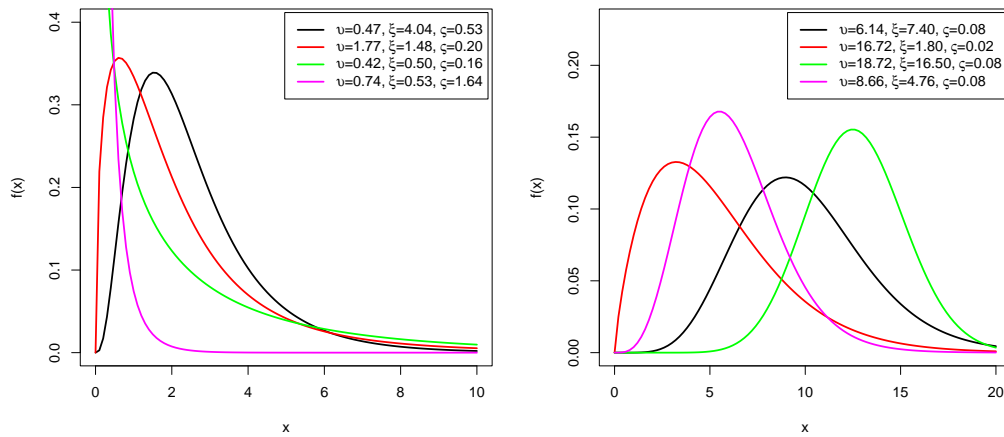 υ=0.47, ξ=4.04, ς=0.53
υ=1.77, ξ=1.48, ς=0.20
υ=0.42, ξ=0.50, ς=0.16
υ=0.74, ξ=0.53, ς=1.64
f(x)
0.4
0.3
0.2
0.1
0.0
0 2 4 6 8 10
x
υ=6.14, ξ=7.40, ς=0.08
υ=16.72, ξ=1.80, ς=0.02
υ=18.72, ξ=16.50, ς=0.08
υ=8.66, ξ=4.76, ς=0.08
f(x)
0.20
0.15
0.10
0.05
0.00
0 5 10 15 20
x